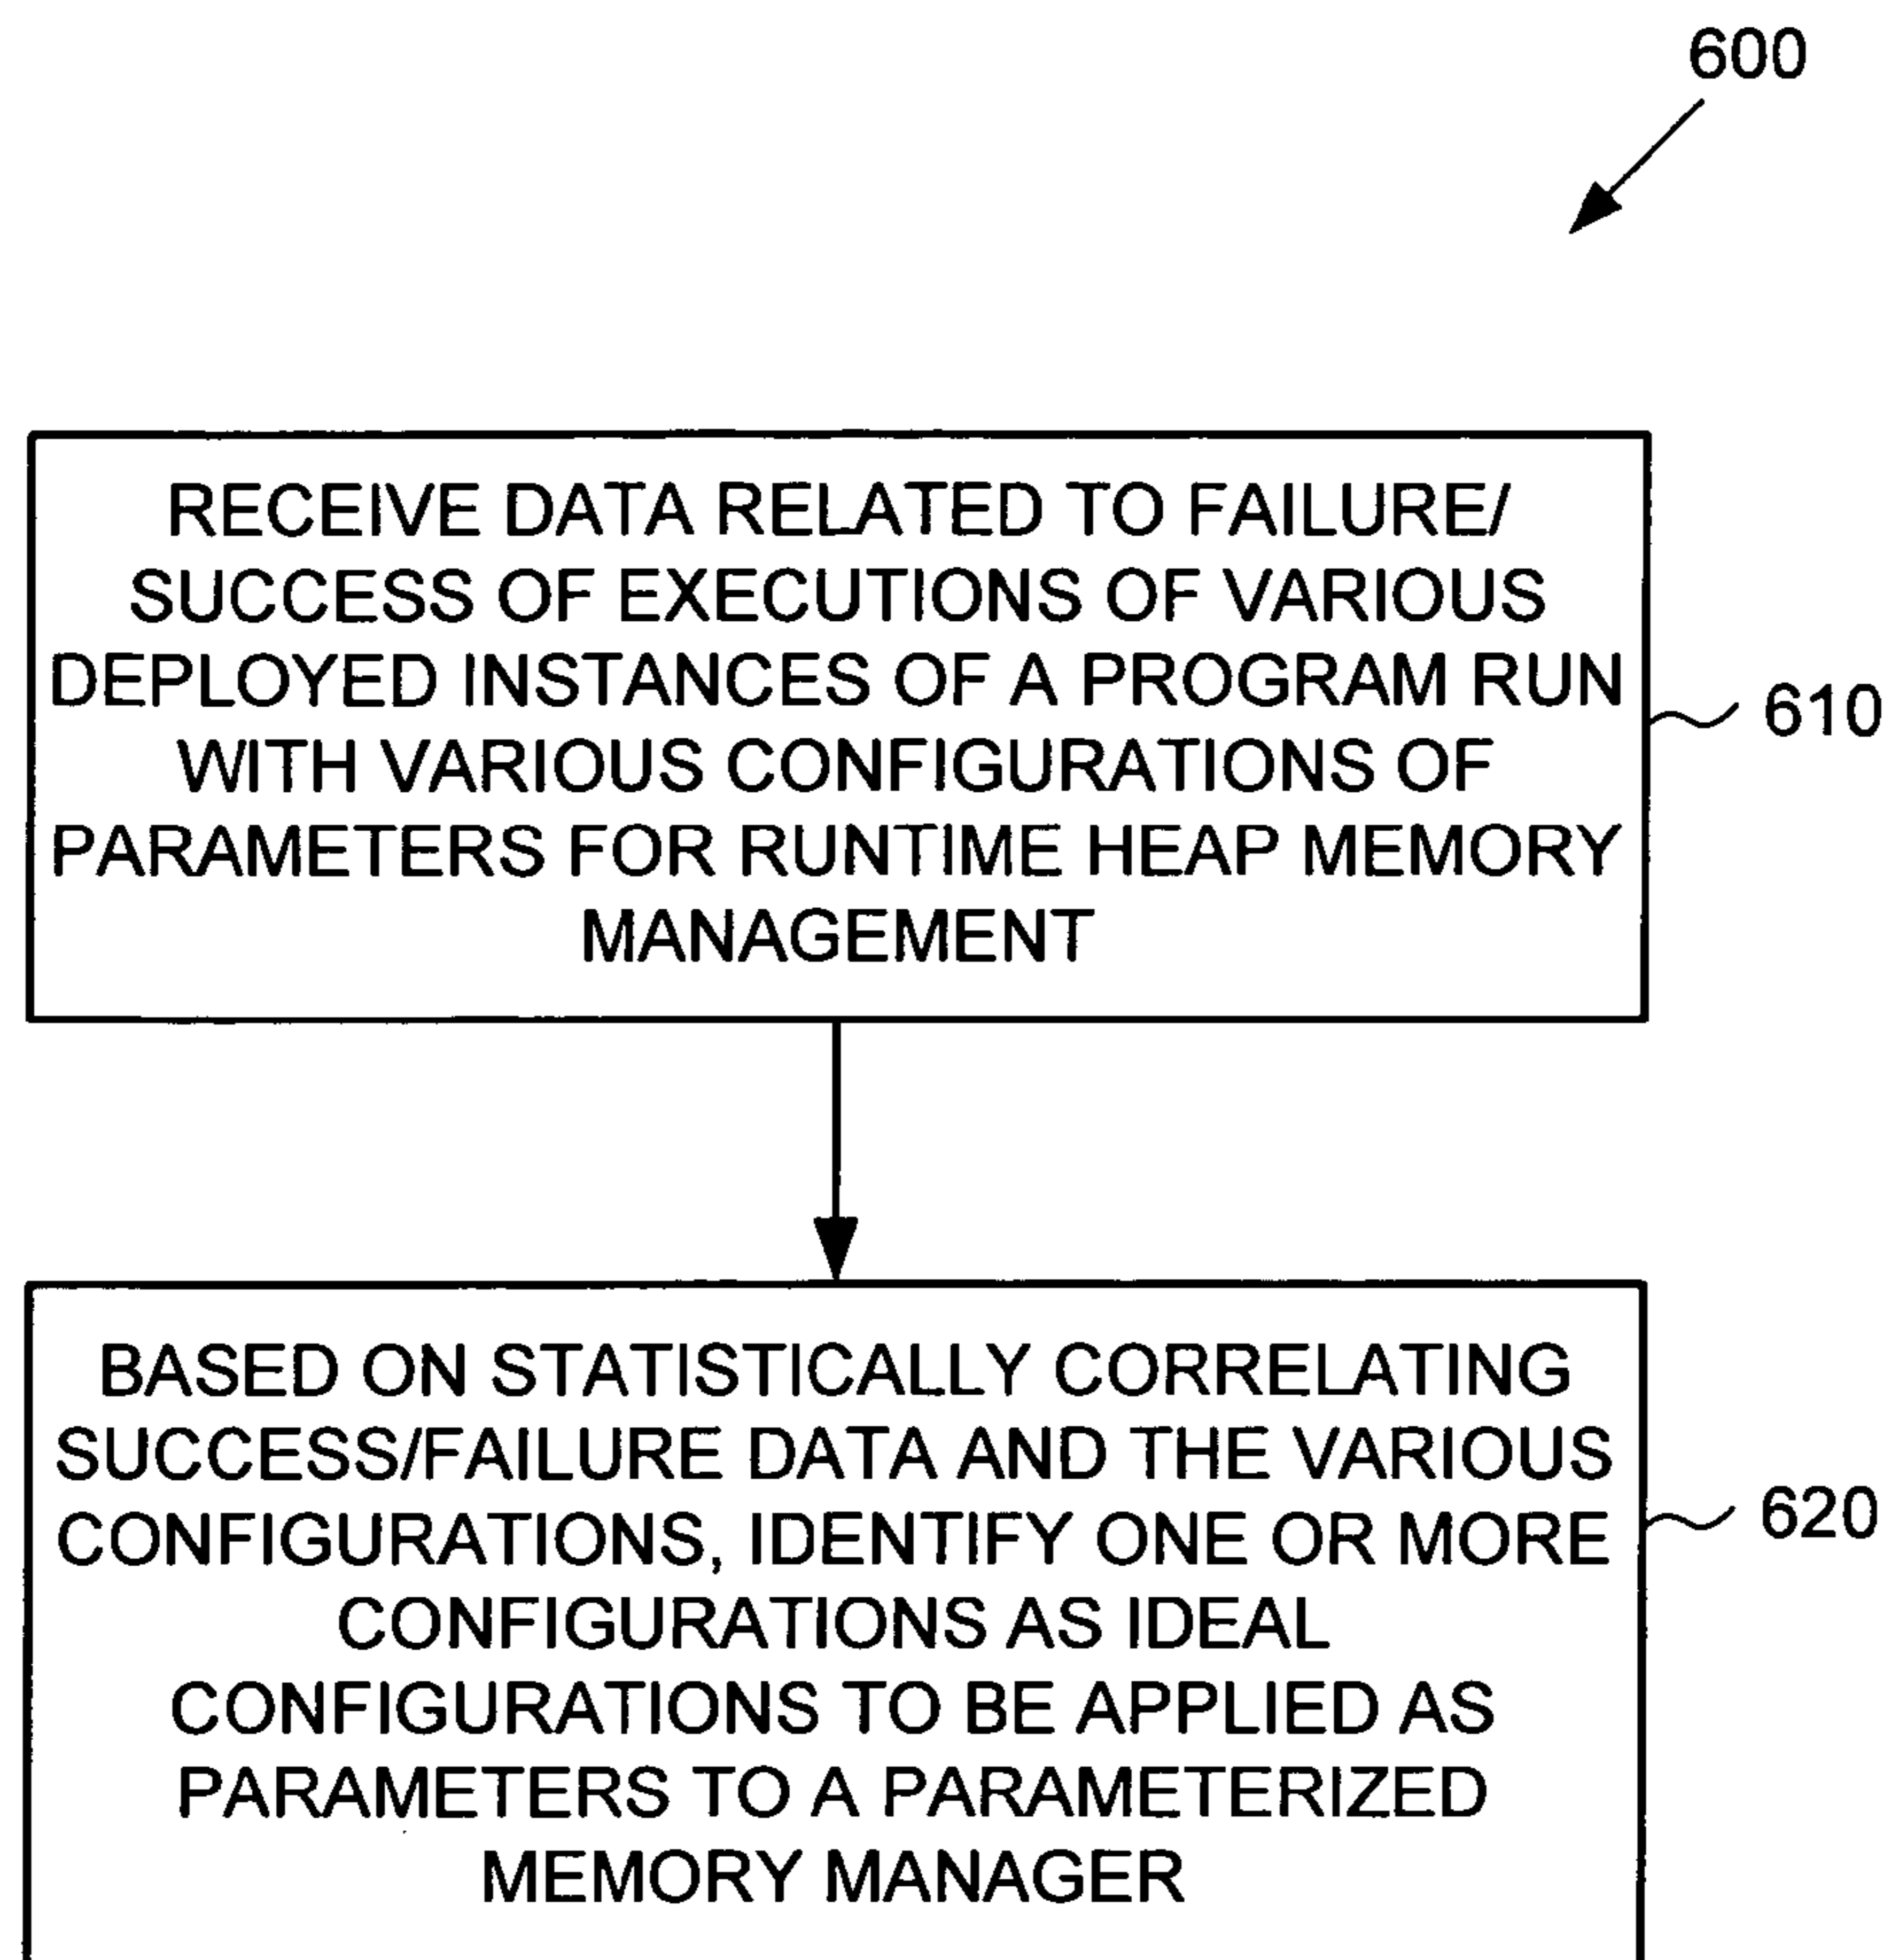 600
RECEIVE DATA RELATED TO FAILURE/
SUCCESS OF EXECUTIONS OF VARIOUS
DEPLOYED INSTANCES OF A PROGRAM RUN
WITH VARIOUS CONFIGURATIONS OF
PARAMETERS FOR RUNTIME HEAP MEMORY
MANAGEMENT
610
BASED ON STATISTICALLY CORRELATING
SUCCESS/FAILURE DATA AND THE VARIOUS
CONFIGURATIONS, IDENTIFY ONE OR MORE
CONFIGURATIONS AS IDEAL
CONFIGURATIONS TO BE APPLIED AS
PARAMETERS TO A PARAMETERIZED
MEMORY MANAGER
620